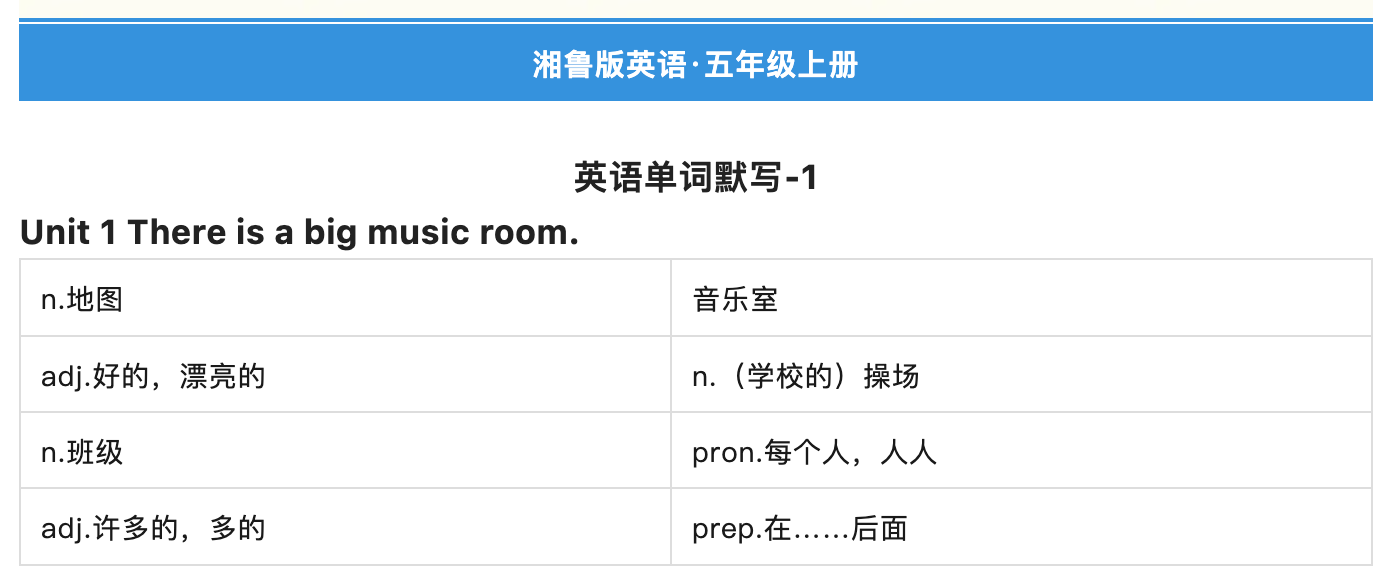 湘鲁版英语·五年级上册
英语单词默写-1
Unit 1 There is a big music room.
n.地图 音乐室
adj.好的，漂亮的 n.（学校的）操场
n.班级 pron.每个人，人人
adj.许多的，多的 prep.在……后面